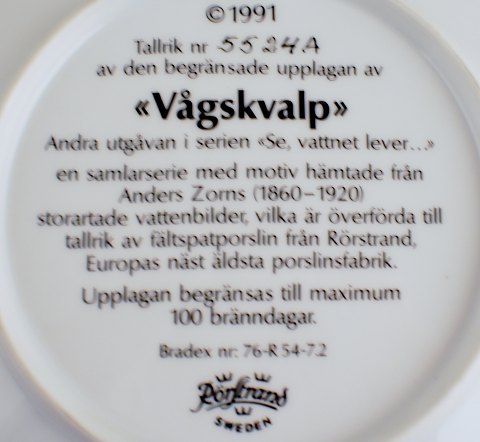 ©1991
Tallrik nr 5524A
av den begränsade upplagan av
«Vågskvalp»
Andra utgåvan i serien «Se, vattnet lever...»
en samlarserie med motiv hämtade från
Anders Zorns (1860–1920)
storartade vattenbilder, vilka är överförda till
tallrik av fältspatporslin från Rörstrand,
Europas näst äldsta porslinsfabrik.
Upplagan begränsas till maximum
100 bränndagar.
Bradex nr: 76-R 54-7.2
Rörstrand
SWEDEN